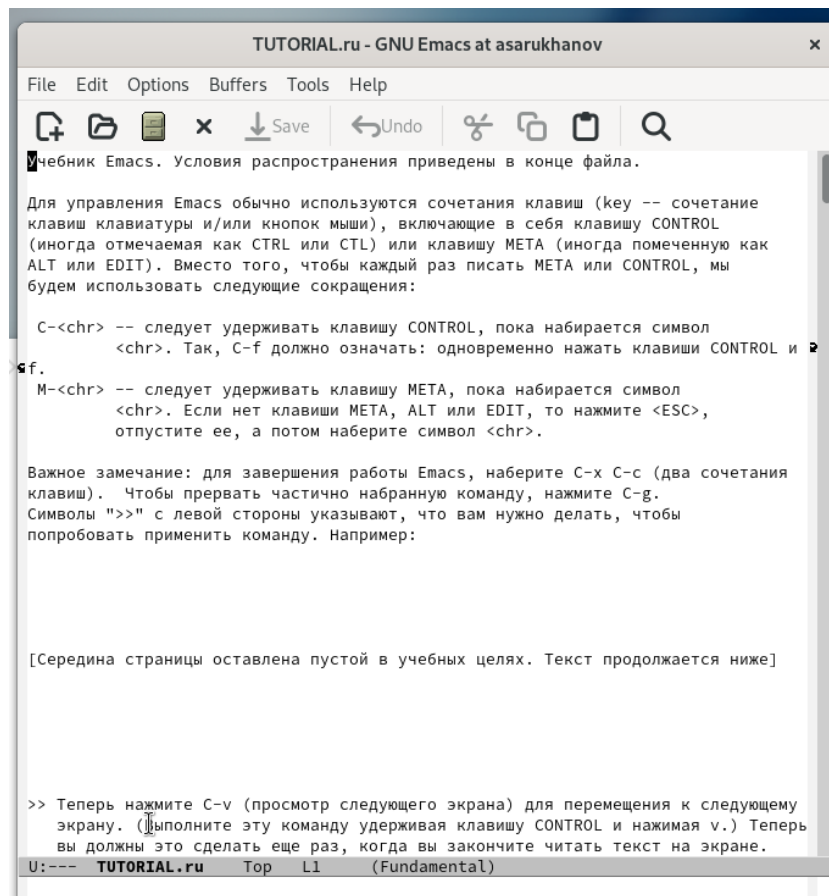 TUTORIAL.ru - GNU Emacs at asarukhanov
File Edit Options Buffers Tools Help
Save Undo
Учебник Emacs. Условия распространения приведены в конце файла.
Для управления Emacs обычно используются сочетания клавиш (key -- сочетание
клавиш клавиатуры и/или кнопок мыши), включающие в себя клавишу CONTROL
(иногда отмечаемая как CTRL или CTL) или клавишу META (иногда помеченную как
ALT или EDIT). Вместо того, чтобы каждый раз писать META или CONTROL, мы
будем использовать следующие сокращения:
C-<chr> -- следует удерживать клавишу CONTROL, пока набирается символ
<chr>. Так, C-f должно означать: одновременно нажать клавиши CONTROL и
f.
M-<chr> -- следует удерживать клавишу META, пока набирается символ
<chr>. Если нет клавиши META, ALT или EDIT, то нажмите <ESC>,
отпустите ее, а потом наберите символ <chr>.
Важное замечание: для завершения работы Emacs, наберите C-x C-c (два сочетания
клавиш).  Чтобы прервать частично набранную команду, нажмите C-g.
Символы ">>" с левой стороны указывают, что вам нужно делать, чтобы
попробовать применить команду. Например:
[Середина страницы оставлена пустой в учебных целях. Текст продолжается ниже]
>> Теперь нажмите C-v (просмотр следующего экрана) для перемещения к следующему
экрану. (Выполните эту команду удерживая клавишу CONTROL и нажимая v.) Теперь
вы должны это сделать еще раз, когда вы закончите читать текст на экране.
U:--- TUTORIAL.ru Top L1 (Fundamental)